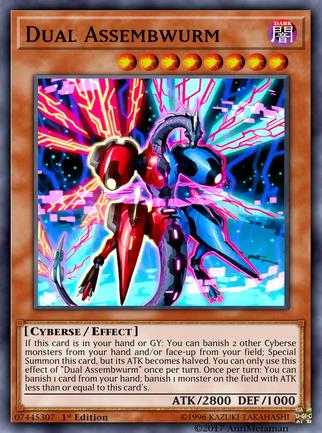 DUAL ASSEMBWURM
DARK
闇
[CYBERSE / EFFECT]
If this card is in your hand or GY: You can banish 2 other Cyberse
monsters from your hand and/or face-up from your field; Special
Summon this card, but its ATK becomes halved. You can only use this
effect of "Dual Assembwurm" once per turn. Once per turn: You can
banish 1 card from your hand; banish 1 monster on the field with ATK
less than or equal to this card's.
ATK/2800 DEF/1000
07445307 1st Edition ©1996 KAZUKI TAKAHASHI
©2017 AntiMetaman